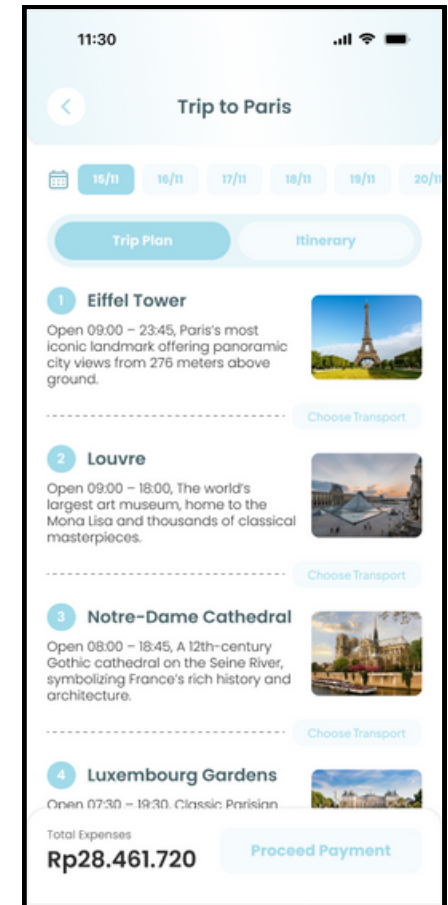 11:30
Trip to Paris
15/11 16/11 17/11 18/11 19/11 20/11
Trip Plan Itinerary
1 Eiffel Tower
Open 09:00 – 23:45, Paris's most
iconic landmark offering panoramic
city views from 276 meters above
ground.
Choose Transport
2 Louvre
Open 09:00 – 18:00, The world's
largest art museum, home to the
Mona Lisa and thousands of classical
masterpieces.
Choose Transport
3 Notre-Dame Cathedral
Open 08:00 – 18:45, A 12th-century
Gothic cathedral on the Seine River,
symbolizing France's rich history and
architecture.
Choose Transport
4 Luxembourg Gardens
Open 07:30 – 19:30, Classic Parisian
Total Expenses
Rp28.461.720
Proceed Payment